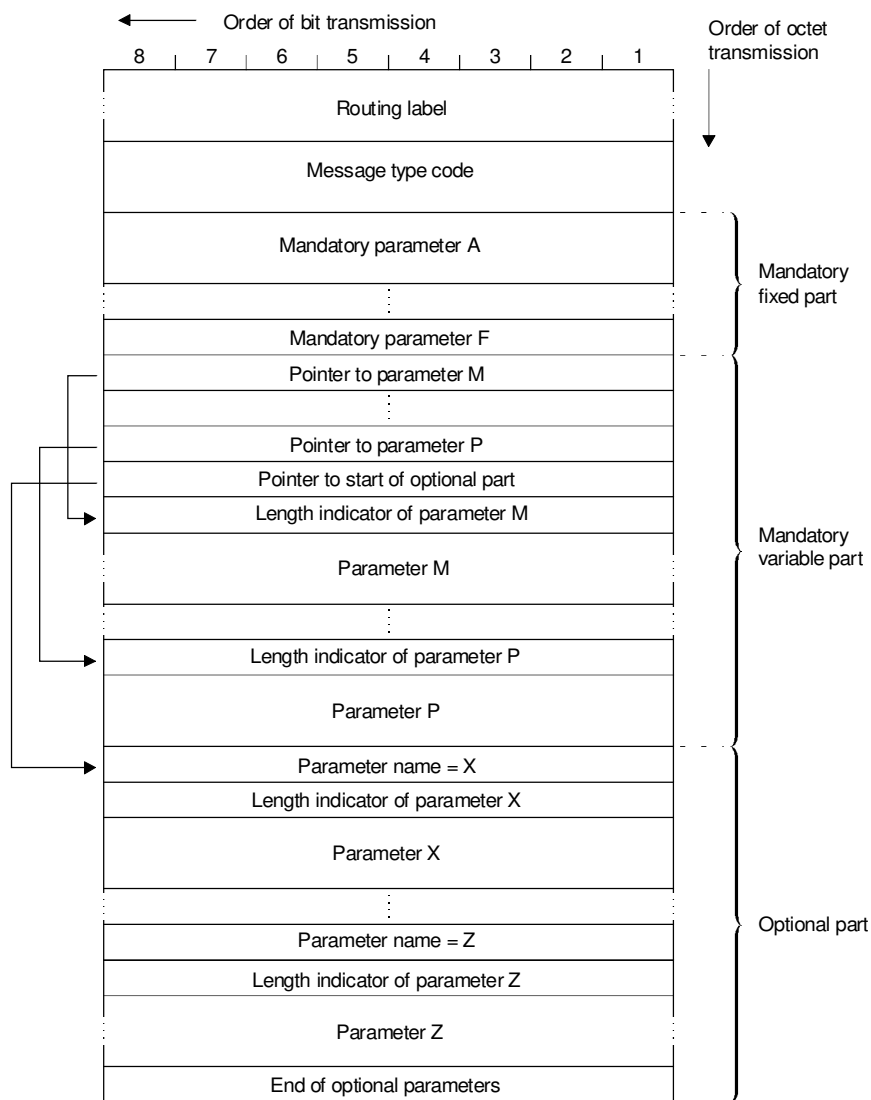 Order of bit transmission
Order of octet
transmission
8 7 6 5 4 3 2 1
Routing label
Message type code
Mandatory parameter A
Mandatory
fixed part
Mandatory parameter F
Pointer to parameter M
Pointer to parameter P
Pointer to start of optional part
Length indicator of parameter M
Mandatory
variable part
Parameter M
Length indicator of parameter P
Parameter P
Parameter name = X
Length indicator of parameter X
Parameter X
Optional part
Parameter name = Z
Length indicator of parameter Z
Parameter Z
End of optional parameters